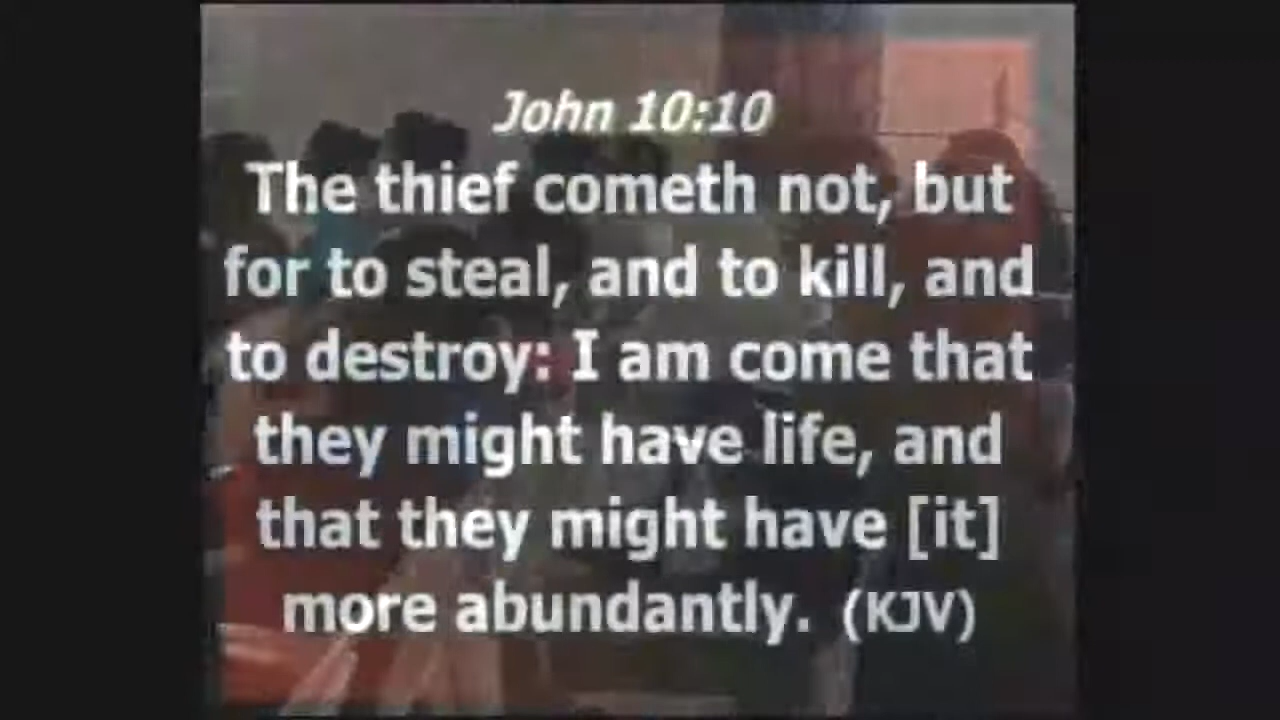 John 10:10
The thief cometh not, but
for to steal, and to kill, and
to destroy: I am come that
they might have life, and
that they might have [it]
more abundantly. (KJV)